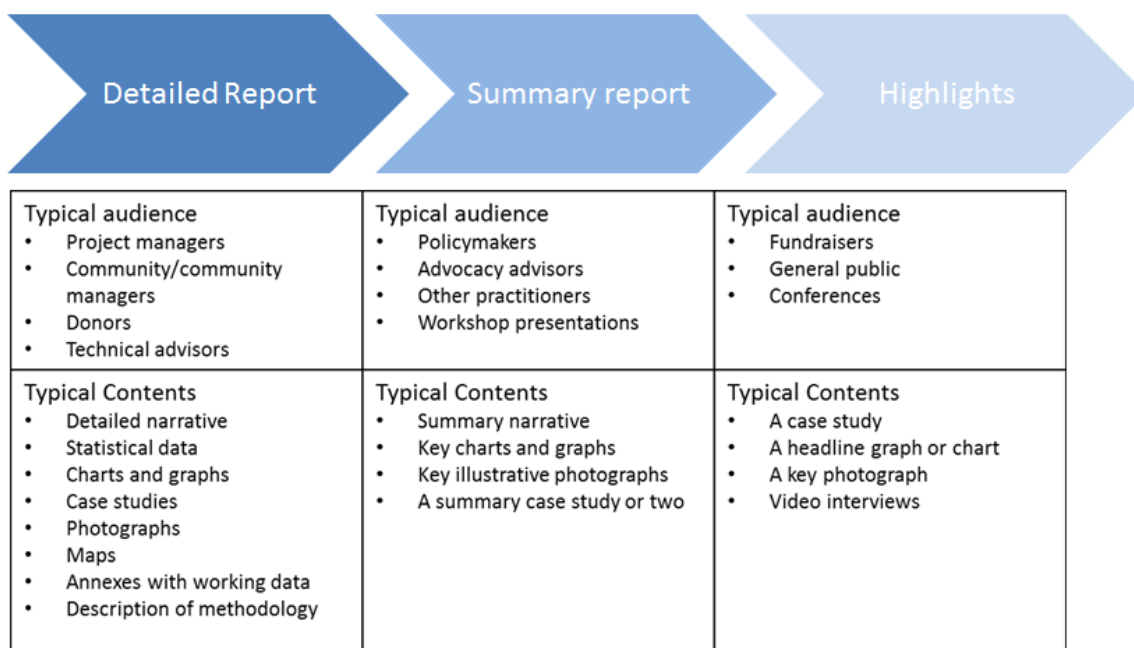 Detailed Report
Summary report
Highlights
Typical audience
• Project managers
• Community/community
managers
• Donors
• Technical advisors
Typical audience
• Policymakers
• Advocacy advisors
• Other practitioners
• Workshop presentations
Typical audience
• Fundraisers
• General public
• Conferences
Typical Contents
• Detailed narrative
• Statistical data
• Charts and graphs
• Case studies
• Photographs
• Maps
• Annexes with working data
• Description of methodology
Typical Contents
• Summary narrative
• Key charts and graphs
• Key illustrative photographs
• A summary case study or two
Typical Contents
• A case study
• A headline graph or chart
• A key photograph
• Video interviews